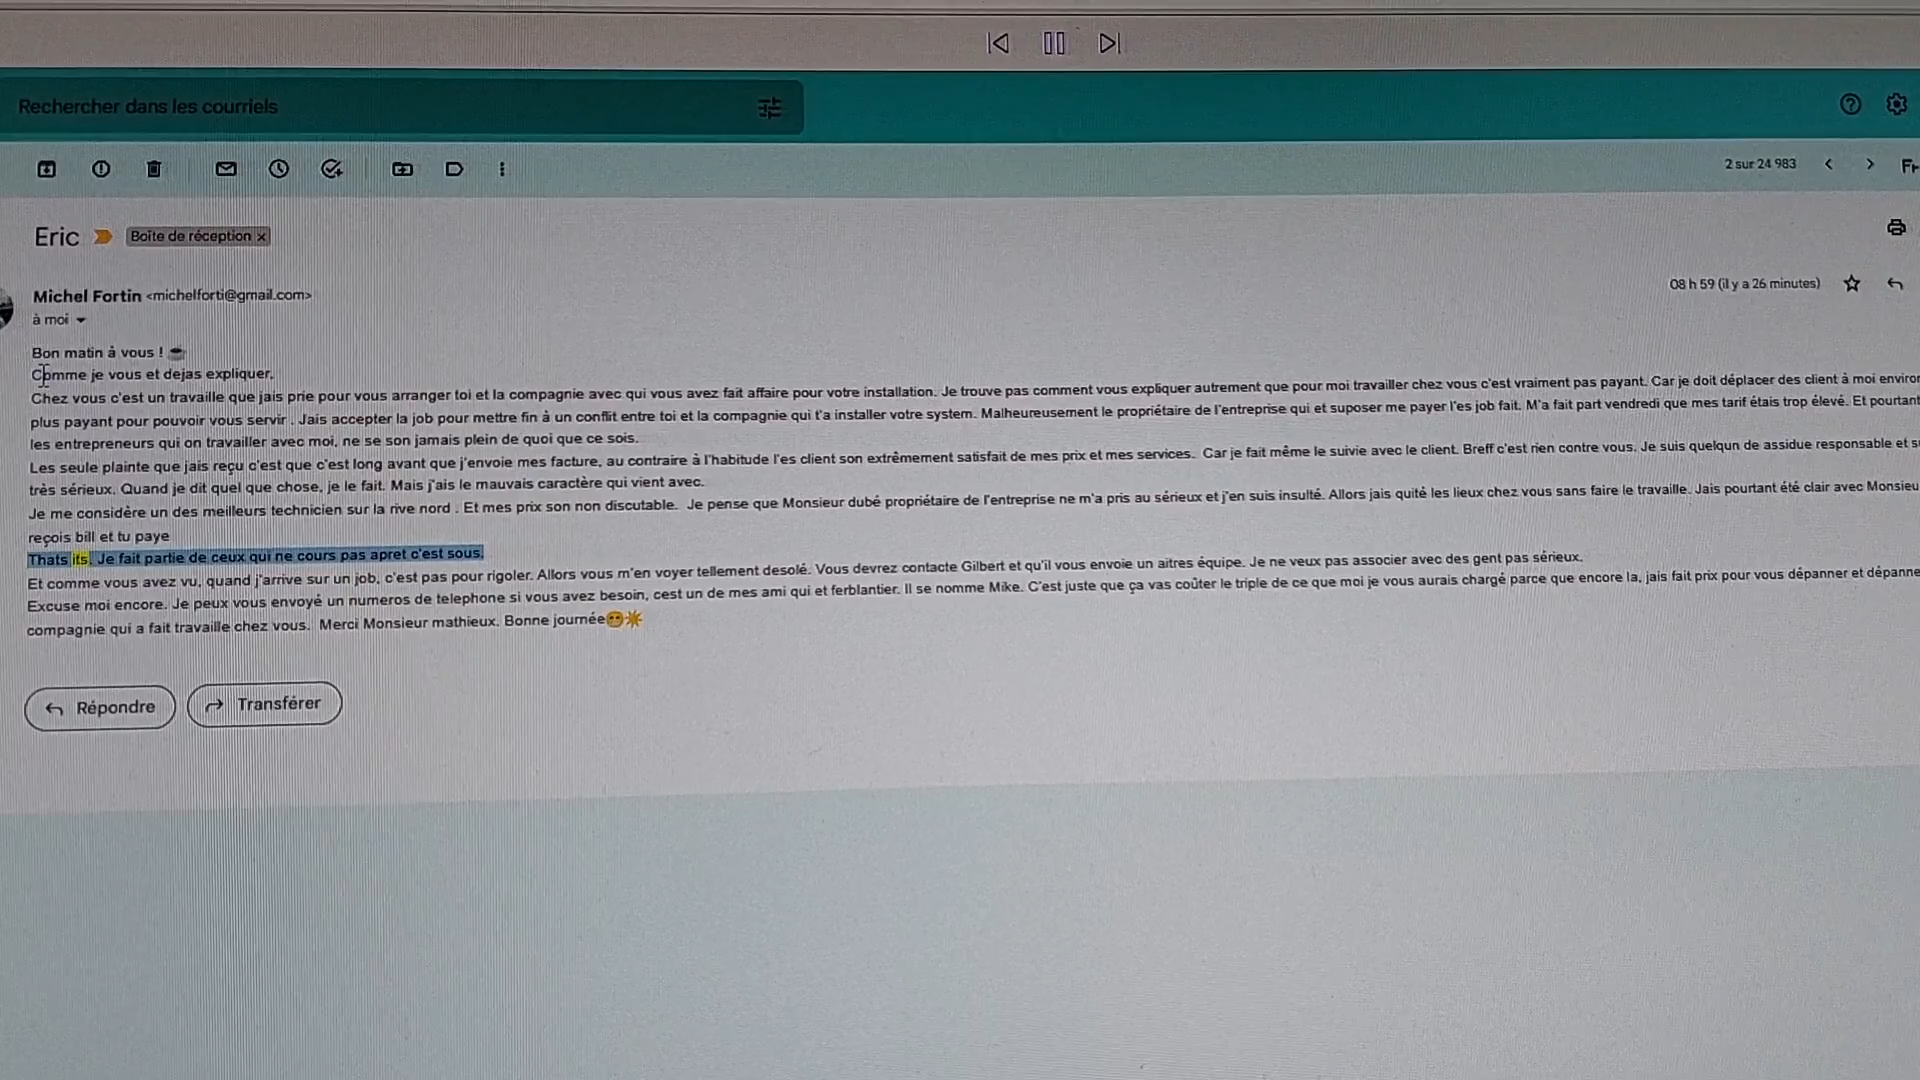 Rechercher dans les courriels
2 sur 24 983
Eric
Boîte de réception ×
Michel Fortin <michelforti@gmail.com>
08 h 59 (il y a 26 minutes)
à moi
Bon matin à vous ! ☕
Comme je vous et dejas expliquer.
Chez vous c'est un travaille que jais prie pour vous arranger toi et la compagnie avec qui vous avez fait affaire pour votre installation. Je trouve pas comment vous expliquer autrement que pour moi travailler chez vous c'est vraiment pas payant. Car je doit déplacer des client à moi
plus payant pour pouvoir vous servir . Jais accepter la job pour mettre fin à un conflit entre toi et la compagnie qui t'a installer votre system. Malheureusement le propriétaire de l'entreprise qui et suposer me payer l'es job fait. M'a fait part vendredi que mes tarif étais trop élevé. Et pourtant
les entrepreneurs qui on travailler avec moi, ne se son jamais plein de quoi que ce sois.
Les seule plainte que jais reçu c'est que c'est long avant que j'envoie mes facture, au contraire à l'habitude l'es client son extrêmement satisfait de mes prix et mes services. Car je fait même le suivie avec le client. Breff c'est rien contre vous. Je suis quelqun de assidue responsable et
très sérieux. Quand je dit quel que chose, je le fait. Mais j'ais le mauvais caractère qui vient avec.
Je me considère un des meilleurs technicien sur la rive nord . Et mes prix son non discutable. Je pense que Monsieur dubé propriétaire de l'entreprise ne m'a pris au sérieux et j'en suis insulté. Allors jais quité les lieux chez vous sans faire le travaille. Jais pourtant été clair avec
reçois bill et tu paye
Thats its. Je fait partie de ceux qui ne cours pas apret c'est sous.
Et comme vous avez vu, quand j'arrive sur un job, c'est pas pour rigoler. Allors vous m'en voyer tellement desolé. Vous devrez contacte Gilbert et qu'il vous envoie un aitres équipe. Je ne veux pas associer avec des gent pas sérieux.
Excuse moi encore. Je peux vous envoyé un numeros de telephone si vous avez besoin, cest un de mes ami qui et ferblantier. Il se nomme Mike. C'est juste que ça vas coûter le triple de ce que moi je vous aurais chargé parce que encore la, jais fait prix pour vous dépanner et
compagnie qui a fait travaille chez vous. Merci Monsieur mathieux. Bonne journée😁☀️
Répondre
Transférer